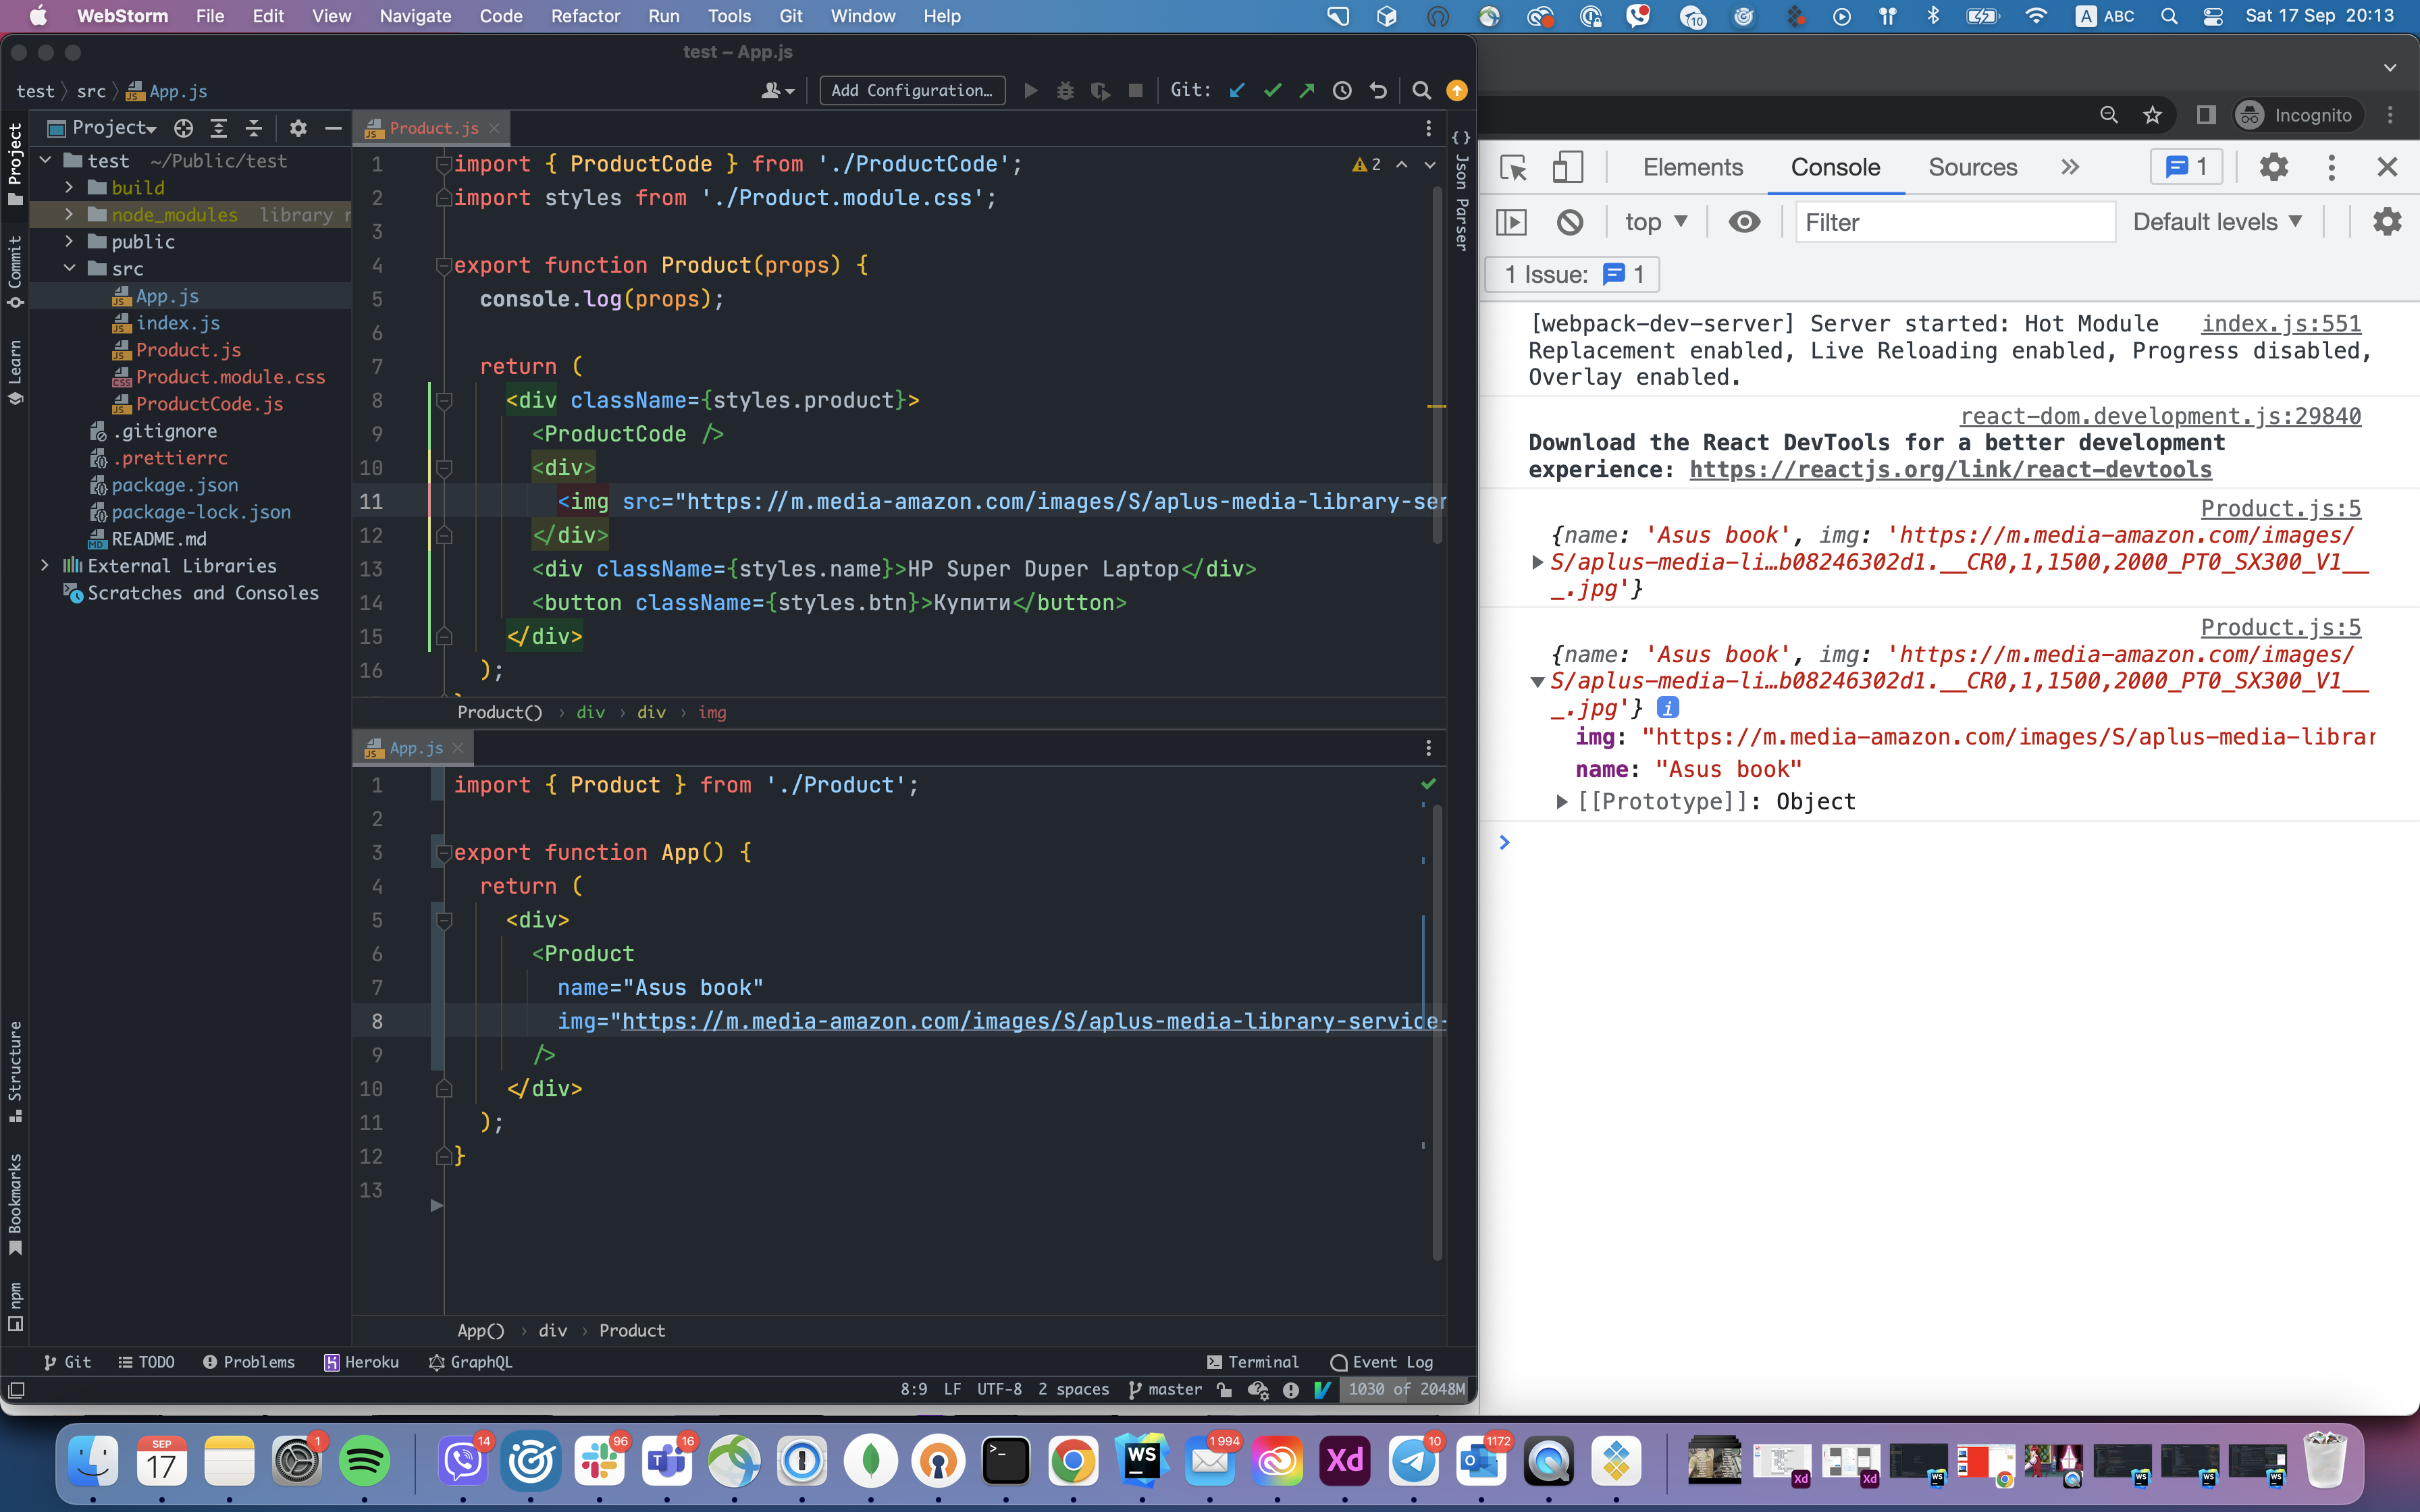 WebStorm File Edit View Navigate Code Refactor Run Tools Git Window Help
10
A ABC
Sat 17 Sep 20:13
test – App.js
test src App.js
Add Configuration…
Git:
Project
test ~/Public/test
build
node_modules library r
public
src
App.js
index.js
Product.js
Product.module.css
ProductCode.js
.gitignore
.prettierrc
package.json
package-lock.json
README.md
External Libraries
Scratches and Consoles
Project
Commit
Learn
Structure
Bookmarks
npm
Product.js
2
1 import { ProductCode } from './ProductCode';
2 import styles from './Product.module.css';
3
4 export function Product(props) {
5 console.log(props);
6
7 return (
8 <div className={styles.product}>
9 <ProductCode />
10 <div>
11 <img src="https://m.media-amazon.com/images/S/aplus-media-library-ser
12 </div>
13 <div className={styles.name}>HP Super Duper Laptop</div>
14 <button className={styles.btn}>Купити</button>
15 </div>
16 );
Product() › div › div › img
App.js
1 import { Product } from './Product';
2
3 export function App() {
4 return (
5 <div>
6 <Product
7 name="Asus book"
8 img="https://m.media-amazon.com/images/S/aplus-media-library-service-
9 />
10 </div>
11 );
12 }
13
App() › div › Product
Json Parser
Git TODO Problems Heroku GraphQL Terminal Event Log
8:9 LF UTF-8 2 spaces master 1030 of 2048M
Incognito
Elements Console Sources » 1
top ▼ Filter Default levels ▼
1 Issue: 1
[webpack-dev-server] Server started: Hot Module index.js:551
Replacement enabled, Live Reloading enabled, Progress disabled,
Overlay enabled.
react-dom.development.js:29840
Download the React DevTools for a better development
experience: https://reactjs.org/link/react-devtools
Product.js:5
{name: 'Asus book', img: 'https://m.media-amazon.com/images/
S/aplus-media-li…b08246302d1.__CR0,1,1500,2000_PT0_SX300_V1__
_.jpg'}
Product.js:5
{name: 'Asus book', img: 'https://m.media-amazon.com/images/
S/aplus-media-li…b08246302d1.__CR0,1,1500,2000_PT0_SX300_V1__
_.jpg'} i
img: "https://m.media-amazon.com/images/S/aplus-media-librar
name: "Asus book"
[[Prototype]]: Object
SEP
17
1
14
96
16
WS
1994
Xd
10
1172